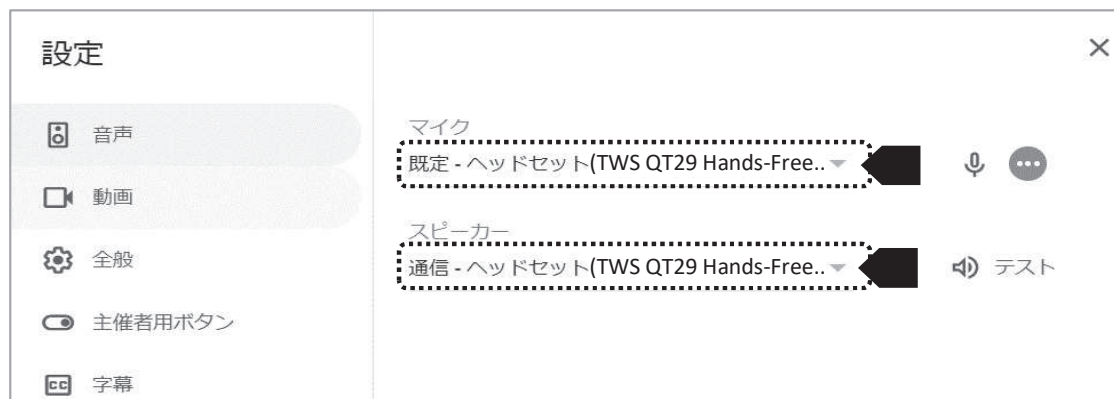 設定
音声
動画
全般
主催者用ボタン
字幕
マイク
既定 - ヘッドセット(TWS QT29 Hands-Free..
スピーカー
通信 - ヘッドセット(TWS QT29 Hands-Free..
テスト